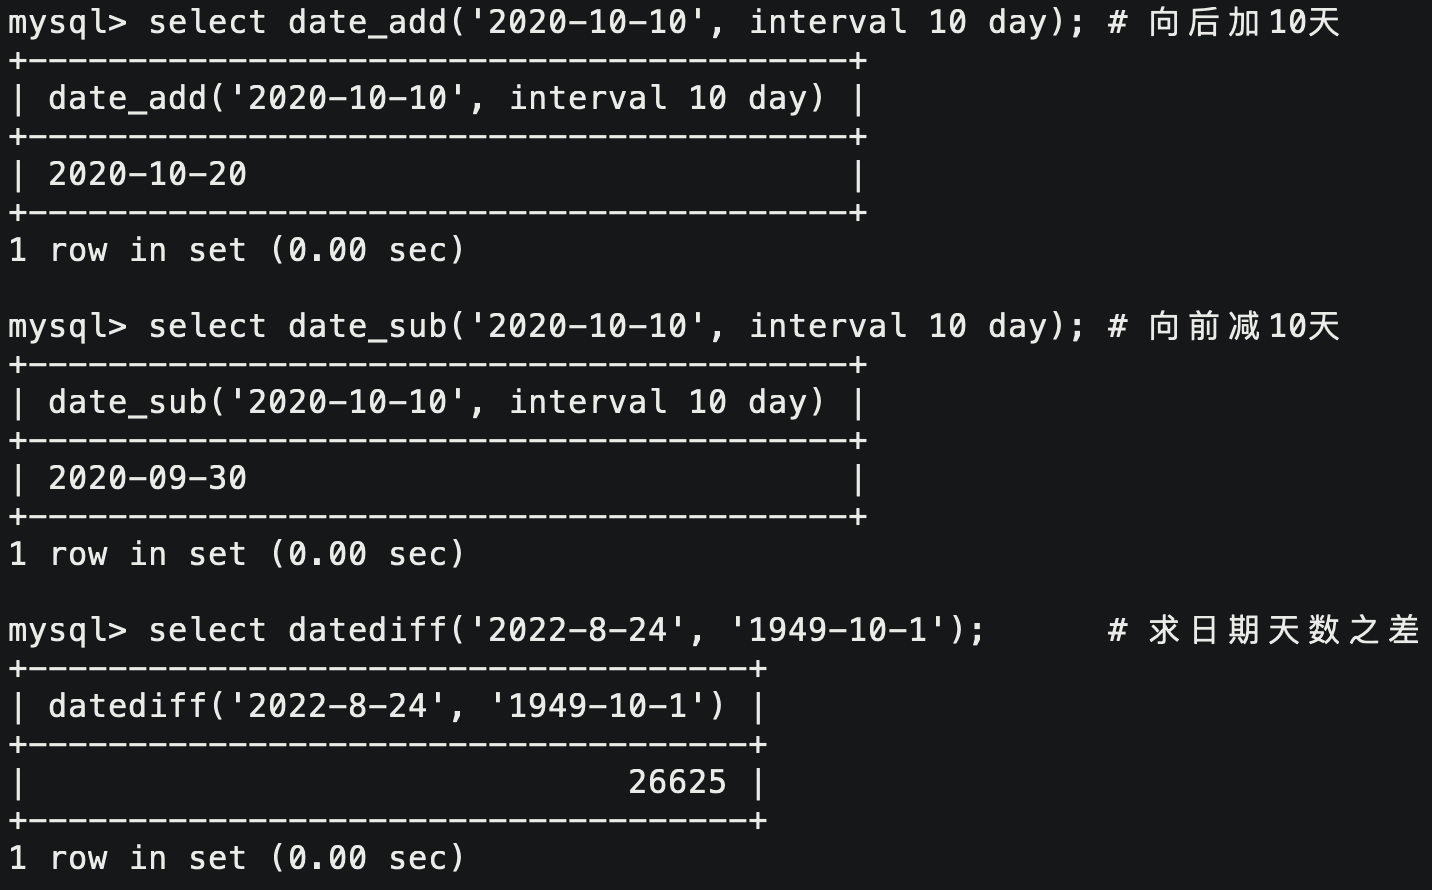 mysql> select date_add('2020-10-10', interval 10 day); # 向后加10天
+-----------------------------------------+
| date_add('2020-10-10', interval 10 day) |
+-----------------------------------------+
| 2020-10-20                              |
+-----------------------------------------+
1 row in set (0.00 sec)

mysql> select date_sub('2020-10-10', interval 10 day); # 向前减10天
+-----------------------------------------+
| date_sub('2020-10-10', interval 10 day) |
+-----------------------------------------+
| 2020-09-30                              |
+-----------------------------------------+
1 row in set (0.00 sec)

mysql> select datediff('2022-8-24', '1949-10-1');      # 求日期天数之差
+------------------------------------+
| datediff('2022-8-24', '1949-10-1') |
+------------------------------------+
|                              26625 |
+------------------------------------+
1 row in set (0.00 sec)